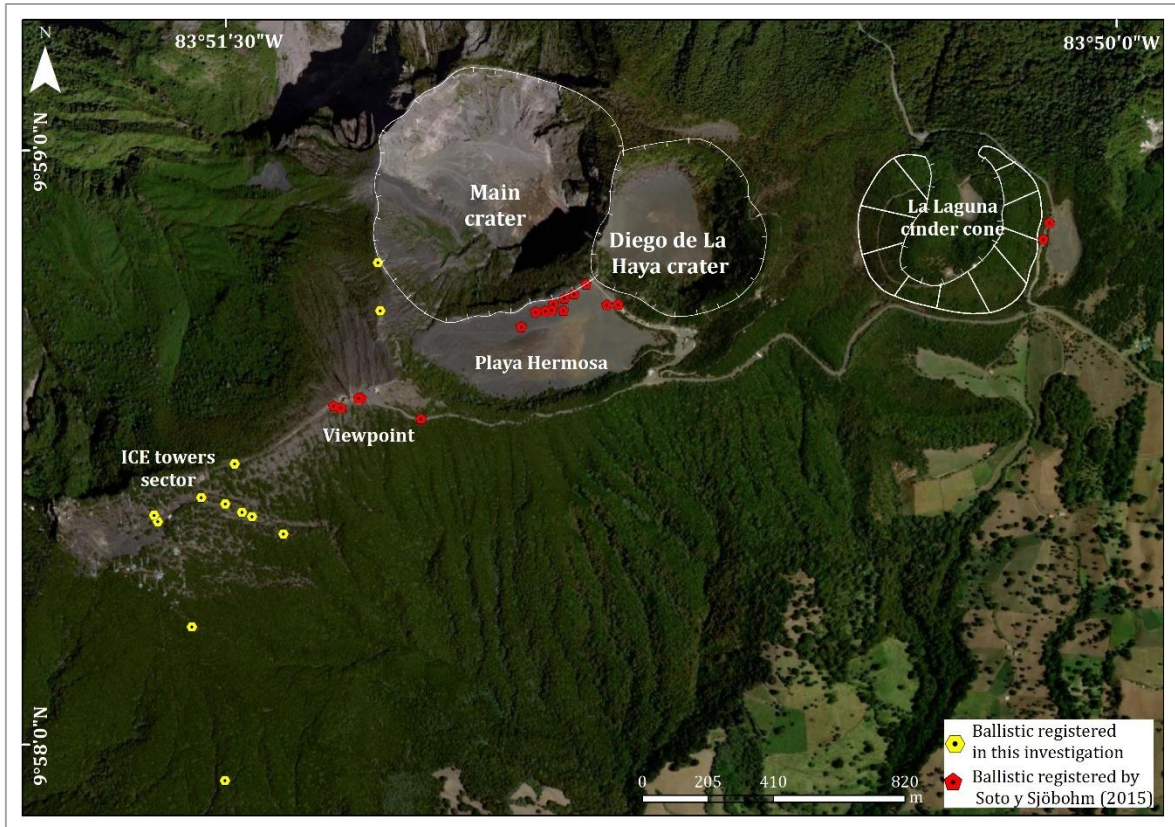 83°51'30"W
83°50'0"W
N
9°59'0"N
Main
crater
Diego de La
Haya crater
La Laguna
cinder cone
Playa Hermosa
Viewpoint
ICE towers
sector
9°58'0"N
Ballistic registered
in this investigation
Ballistic registered by
Soto y Sjöbohm (2015)
0 205 410 820
m